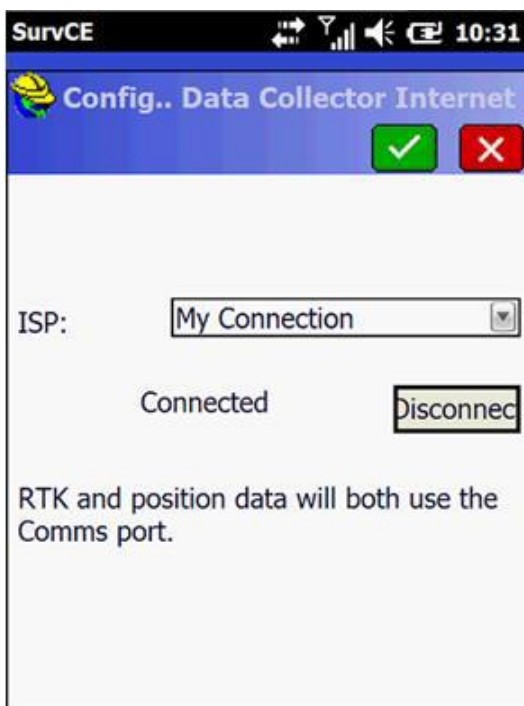 SurvCE 10:31
Config.. Data Collector Internet
ISP: My Connection
Connected Disconnec
RTK and position data will both use the
Comms port.